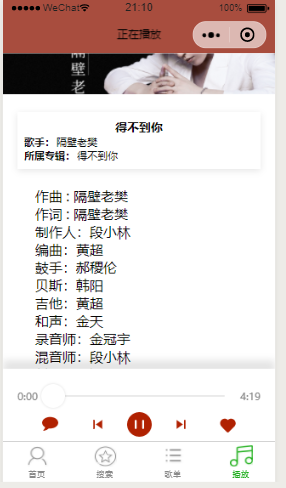 WeChat
21:10
100%
正在播放
隔壁老
得不到你
歌手：隔壁老樊
所属专辑：得不到你
作曲 : 隔壁老樊
作词 : 隔壁老樊
制作人：段小林
编曲：黄超
鼓手：郝稷伦
贝斯：韩阳
吉他：黄超
和声：金天
录音师：金冠宇
混音师：段小林
0:00
4:19
首页
搜索
歌单
播放